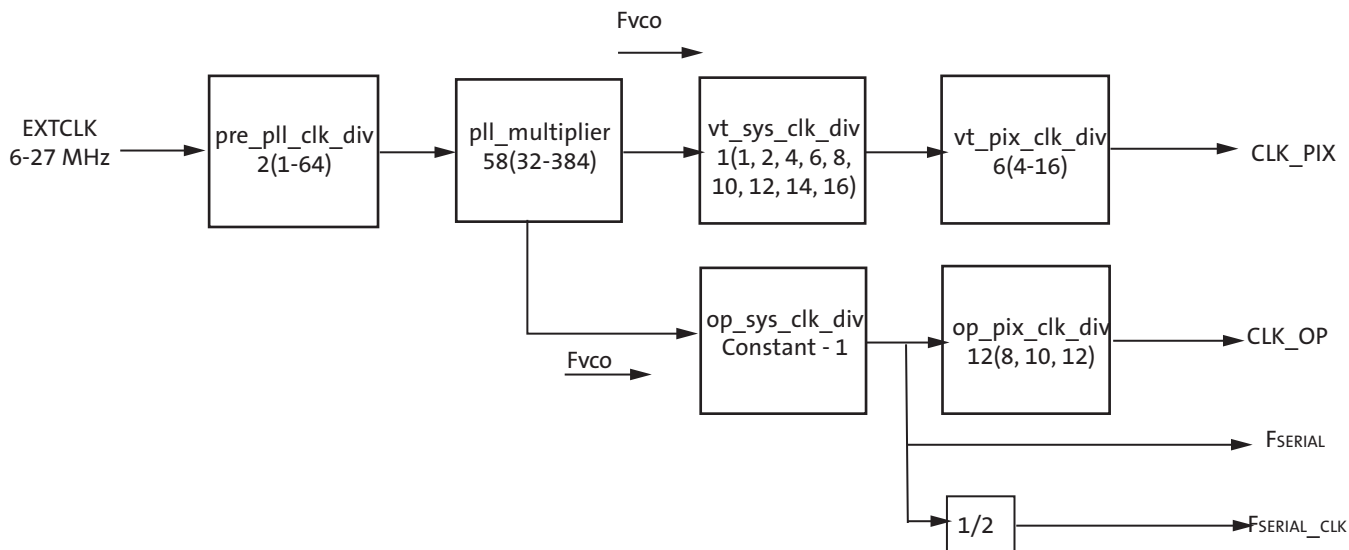 Fvco
EXTCLK
6-27 MHz
pre_pll_clk_div
2(1-64)
pll_multiplier
58(32-384)
vt_sys_clk_div
1(1, 2, 4, 6, 8,
10, 12, 14, 16)
vt_pix_clk_div
6(4-16)
CLK_PIX
Fvco
op_sys_clk_div
Constant - 1
op_pix_clk_div
12(8, 10, 12)
CLK_OP
FSERIAL
1/2
FSERIAL_CLK